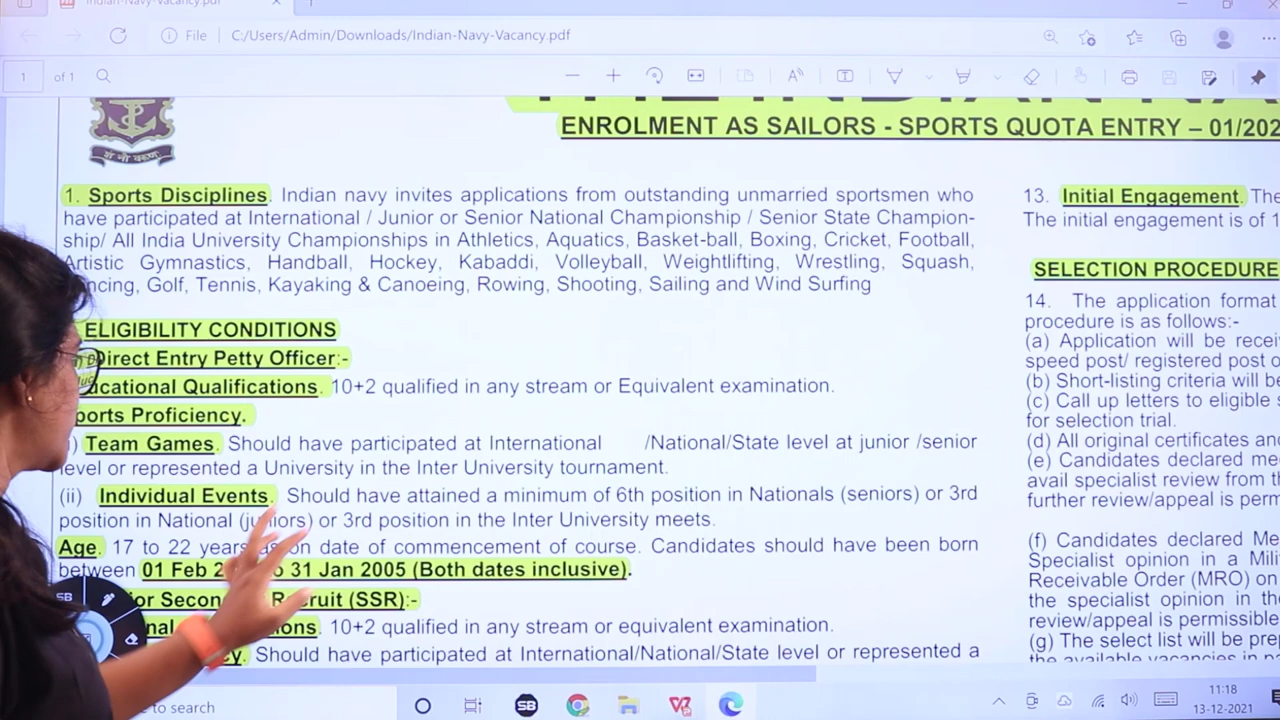 Indian-Navy-Vacancy.pdf
File
C:/Users/Admin/Downloads/Indian-Navy-Vacancy.pdf
1 of 1
ENROLMENT AS SAILORS - SPORTS QUOTA ENTRY – 01/202
1. Sports Disciplines. Indian navy invites applications from outstanding unmarried sportsmen who
have participated at International / Junior or Senior National Championship / Senior State Champion-
ship/ All India University Championships in Athletics, Aquatics, Basket-ball, Boxing, Cricket, Football,
Artistic Gymnastics, Handball, Hockey, Kabaddi, Volleyball, Weightlifting, Wrestling, Squash,
ncing, Golf, Tennis, Kayaking & Canoeing, Rowing, Shooting, Sailing and Wind Surfing
ELIGIBILITY CONDITIONS
Direct Entry Petty Officer:-
ucational Qualifications. 10+2 qualified in any stream or Equivalent examination.
ports Proficiency.
Team Games. Should have participated at International /National/State level at junior /senior
level or represented a University in the Inter University tournament.
(ii) Individual Events. Should have attained a minimum of 6th position in Nationals (seniors) or 3rd
position in National (juniors) or 3rd position in the Inter University meets.
Age. 17 to 22 years as on date of commencement of course. Candidates should have been born
between 01 Feb 2 31 Jan 2005 (Both dates inclusive).
or Secon Recruit (SSR):-
nal ons. 10+2 qualified in any stream or equivalent examination.
cy. Should have participated at International/National/State level or represented a
13. Initial Engagement. The
The initial engagement is of 1
SELECTION PROCEDURE
14. The application format
procedure is as follows:-
(a) Application will be recei
speed post/ registered post o
(b) Short-listing criteria will be
(c) Call up letters to eligible s
for selection trial.
(d) All original certificates and
(e) Candidates declared me
avail specialist review from th
further review/appeal is perm
(f) Candidates declared Me
Specialist opinion in a Mili
Receivable Order (MRO) on
the specialist opinion in the
review/appeal is permissible
(g) The select list will be pre
the available vacancies in p
SB
to search
SB
11:18
13-12-2021